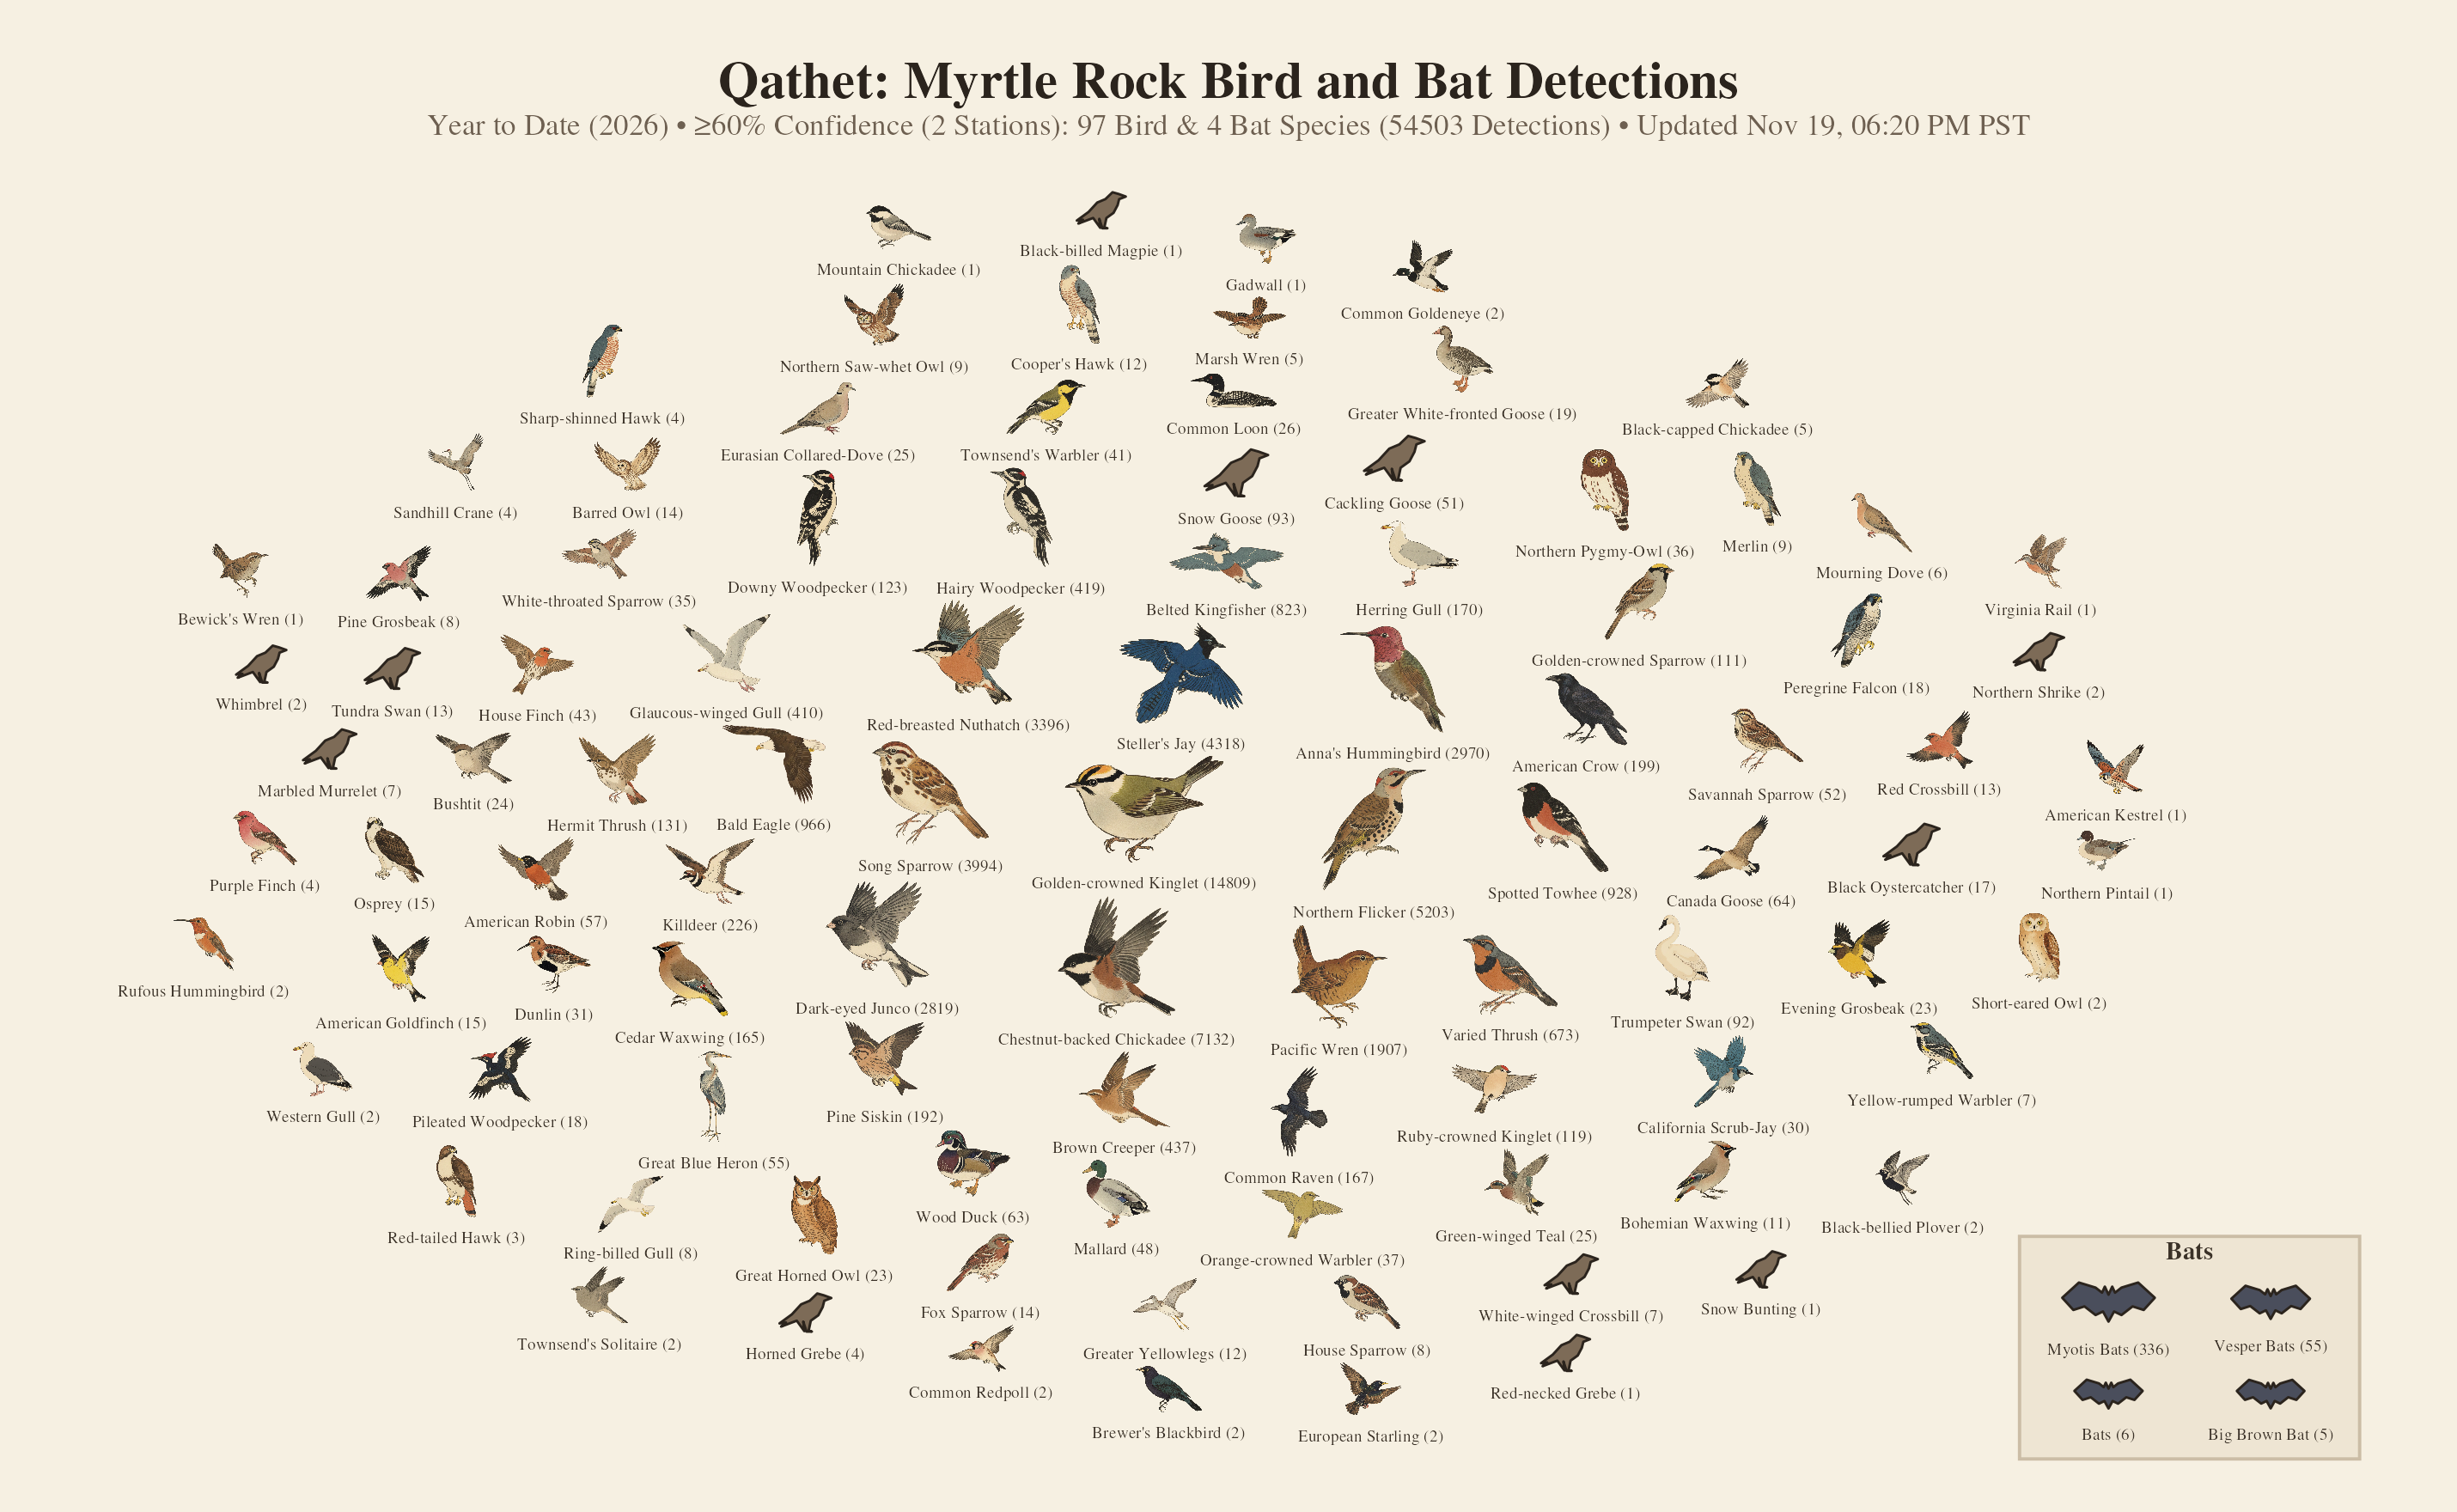 Qathet: Myrtle Rock Bird and Bat Detections
Year to Date (2026) • ≥60% Confidence (2 Stations): 97 Bird & 4 Bat Species (54503 Detections) • Updated Nov 19, 06:20 PM PST
Black-billed Magpie (1)
Mountain Chickadee (1)
Gadwall (1)
Common Goldeneye (2)
Marsh Wren (5)
Cooper's Hawk (12)
Northern Saw-whet Owl (9)
Greater White-fronted Goose (19)
Sharp-shinned Hawk (4)
Common Loon (26)
Black-capped Chickadee (5)
Eurasian Collared-Dove (25)
Townsend's Warbler (41)
Cackling Goose (51)
Sandhill Crane (4)
Barred Owl (14)
Snow Goose (93)
Merlin (9)
Northern Pygmy-Owl (36)
Mourning Dove (6)
Downy Woodpecker (123)
Hairy Woodpecker (419)
White-throated Sparrow (35)
Belted Kingfisher (823)
Herring Gull (170)
Virginia Rail (1)
Bewick's Wren (1)
Pine Grosbeak (8)
Golden-crowned Sparrow (111)
Peregrine Falcon (18)
Northern Shrike (2)
Whimbrel (2)
Tundra Swan (13)
Glaucous-winged Gull (410)
House Finch (43)
Red-breasted Nuthatch (3396)
Steller's Jay (4318)
Anna's Hummingbird (2970)
American Crow (199)
Red Crossbill (13)
Marbled Murrelet (7)
Savannah Sparrow (52)
Bushtit (24)
American Kestrel (1)
Hermit Thrush (131)
Bald Eagle (966)
Song Sparrow (3994)
Golden-crowned Kinglet (14809)
Purple Finch (4)
Black Oystercatcher (17)
Spotted Towhee (928)
Northern Pintail (1)
Canada Goose (64)
Osprey (15)
Northern Flicker (5203)
American Robin (57)
Killdeer (226)
Rufous Hummingbird (2)
Short-eared Owl (2)
Dark-eyed Junco (2819)
Evening Grosbeak (23)
Dunlin (31)
Trumpeter Swan (92)
American Goldfinch (15)
Varied Thrush (673)
Cedar Waxwing (165)
Chestnut-backed Chickadee (7132)
Pacific Wren (1907)
Yellow-rumped Warbler (7)
Western Gull (2)
Pine Siskin (192)
Pileated Woodpecker (18)
California Scrub-Jay (30)
Ruby-crowned Kinglet (119)
Brown Creeper (437)
Great Blue Heron (55)
Common Raven (167)
Wood Duck (63)
Bohemian Waxwing (11)
Black-bellied Plover (2)
Green-winged Teal (25)
Red-tailed Hawk (3)
Mallard (48)
Ring-billed Gull (8)
Orange-crowned Warbler (37)
Great Horned Owl (23)
Snow Bunting (1)
Fox Sparrow (14)
White-winged Crossbill (7)
Townsend's Solitaire (2)
House Sparrow (8)
Horned Grebe (4)
Greater Yellowlegs (12)
Common Redpoll (2)
Red-necked Grebe (1)
Brewer's Blackbird (2)
European Starling (2)
Bats
Myotis Bats (336)
Vesper Bats (55)
Bats (6)
Big Brown Bat (5)